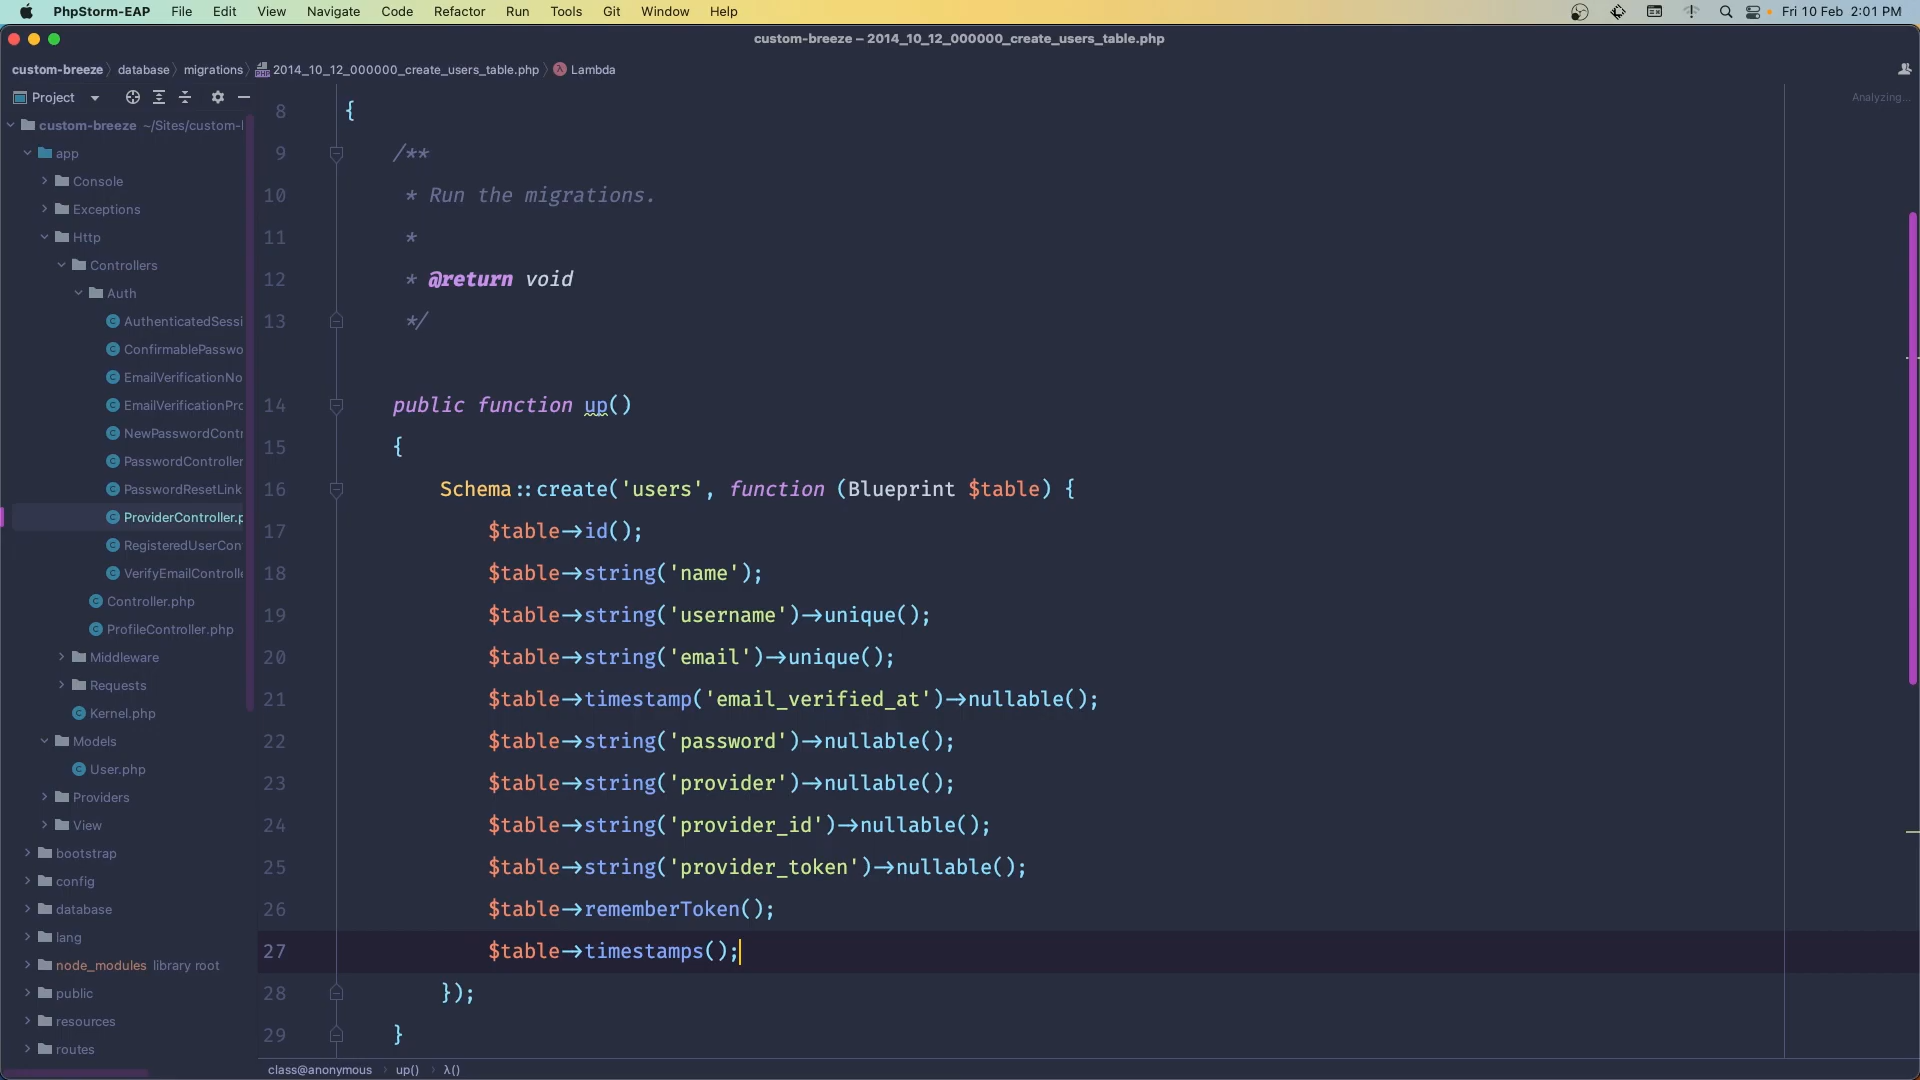 PhpStorm-EAP File Edit View Navigate Code Refactor Run Tools Git Window Help Fri 10 Feb 2:01 PM
custom-breeze – 2014_10_12_000000_create_users_table.php
custom-breeze database migrations 2014_10_12_000000_create_users_table.php Lambda
Project
Analyzing...
custom-breeze ~/Sites/custom-
app
Console
Exceptions
Http
Controllers
Auth
AuthenticatedSessi
ConfirmablePasswo
EmailVerificationNo
EmailVerificationPro
NewPasswordContr
PasswordController
PasswordResetLink
ProviderController.p
RegisteredUserCon
VerifyEmailControlle
Controller.php
ProfileController.php
Middleware
Requests
Kernel.php
Models
User.php
Providers
View
bootstrap
config
database
lang
node_modules library root
public
resources
routes
8 {
9 /**
10 * Run the migrations.
11 *
12 * @return void
13 */
14 public function up()
15 {
16 Schema::create('users', function (Blueprint $table) {
17 $table->id();
18 $table->string('name');
19 $table->string('username')->unique();
20 $table->string('email')->unique();
21 $table->timestamp('email_verified_at')->nullable();
22 $table->string('password')->nullable();
23 $table->string('provider')->nullable();
24 $table->string('provider_id')->nullable();
25 $table->string('provider_token')->nullable();
26 $table->rememberToken();
27 $table->timestamps();
28 });
29 }
class@anonymous up() λ()